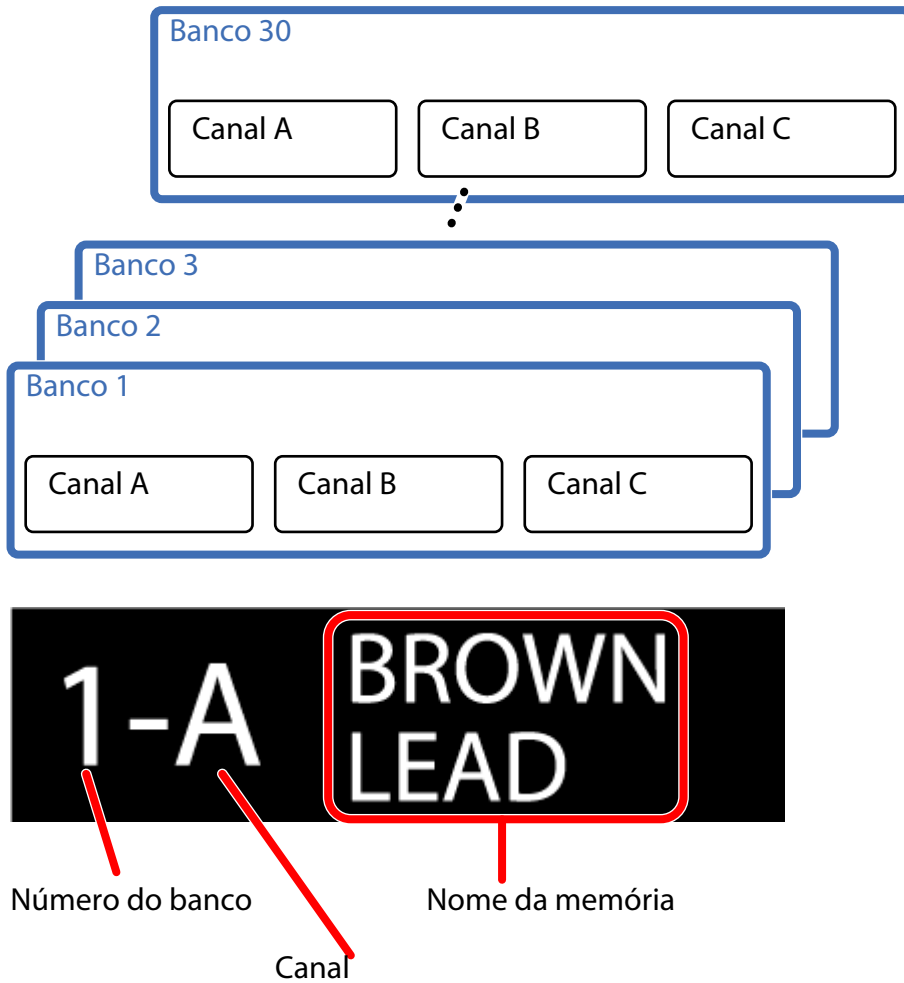 Banco 30
Canal A Canal B Canal C
Banco 3
Banco 2
Banco 1
Canal A Canal B Canal C
1-A BROWN
LEAD
Número do banco Nome da memória
Canal